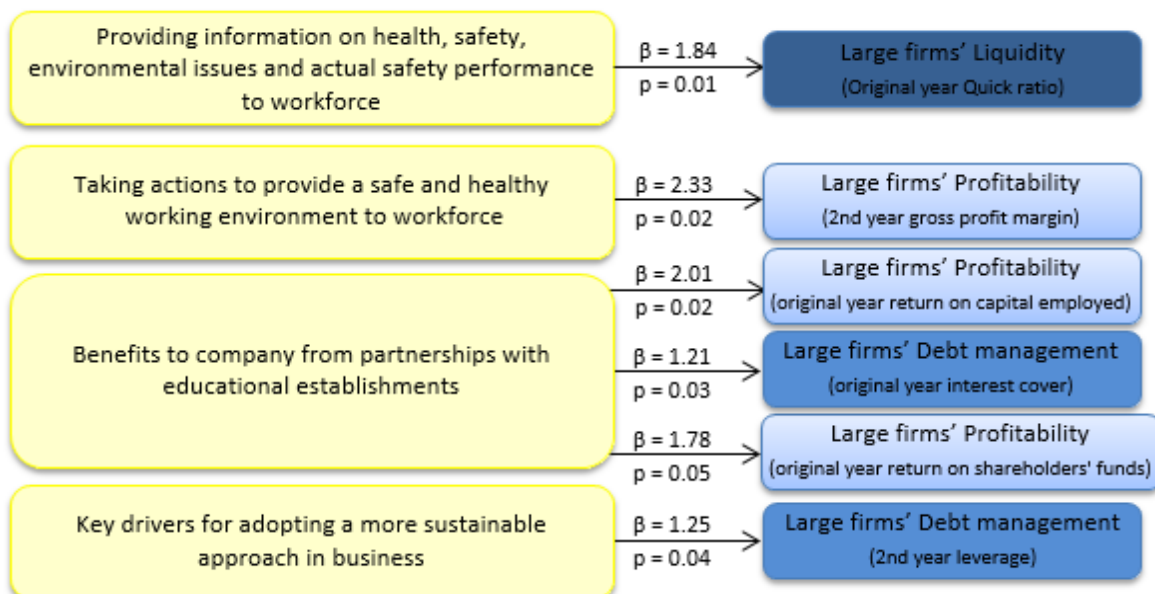 Providing information on health, safety,
environmental issues and actual safety performance
to workforce
β = 1.84
p = 0.01
Large firms’ Liquidity
(Original year Quick ratio)
Taking actions to provide a safe and healthy
working environment to workforce
β = 2.33
p = 0.02
Large firms’ Profitability
(2nd year gross profit margin)
Benefits to company from partnerships with
educational establishments
β = 2.01
p = 0.02
Large firms’ Profitability
(original year return on capital employed)
β = 1.21
p = 0.03
Large firms’ Debt management
(original year interest cover)
β = 1.78
p = 0.05
Large firms’ Profitability
(original year return on shareholders' funds)
Key drivers for adopting a more sustainable
approach in business
β = 1.25
p = 0.04
Large firms’ Debt management
(2nd year leverage)